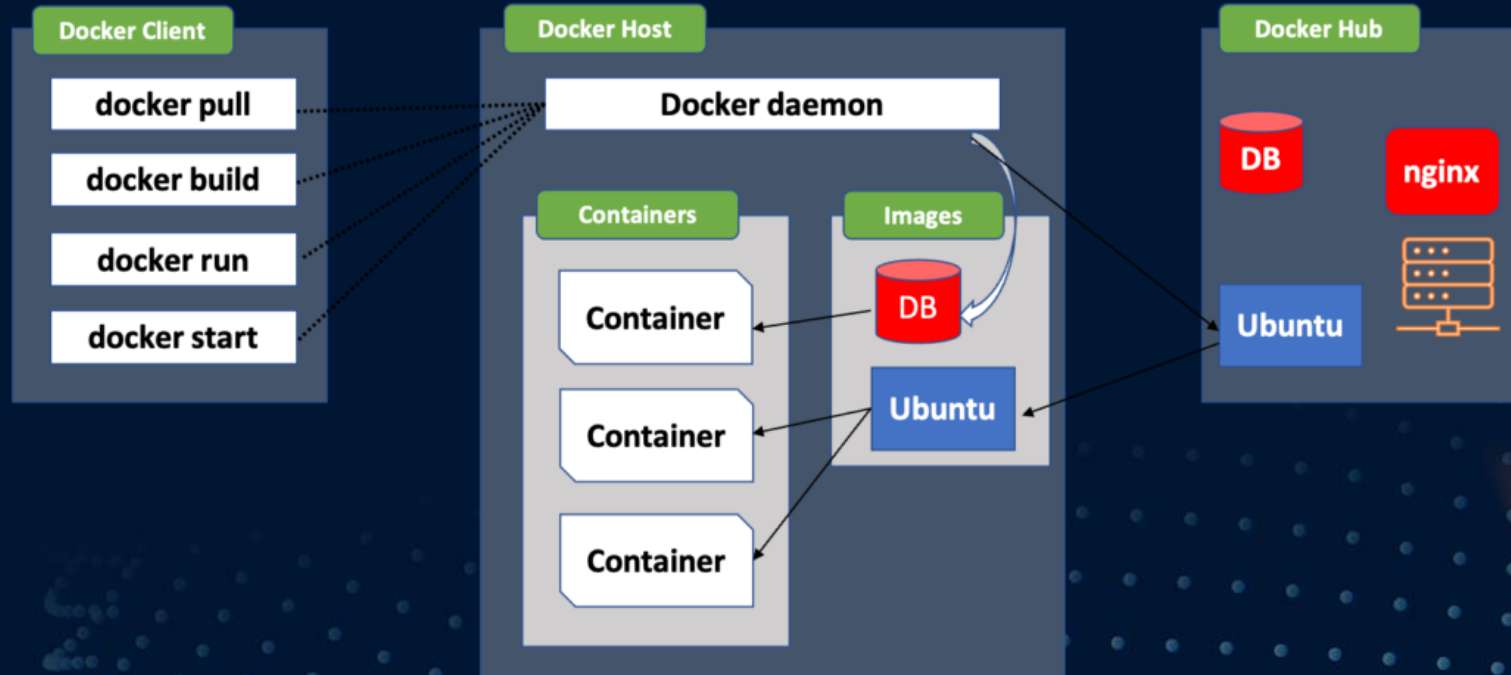 Docker Client
docker pull
docker build
docker run
docker start
Docker Host
Docker daemon
Containers
Container
Container
Container
Images
DB
Ubuntu
Docker Hub
DB
nginx
Ubuntu